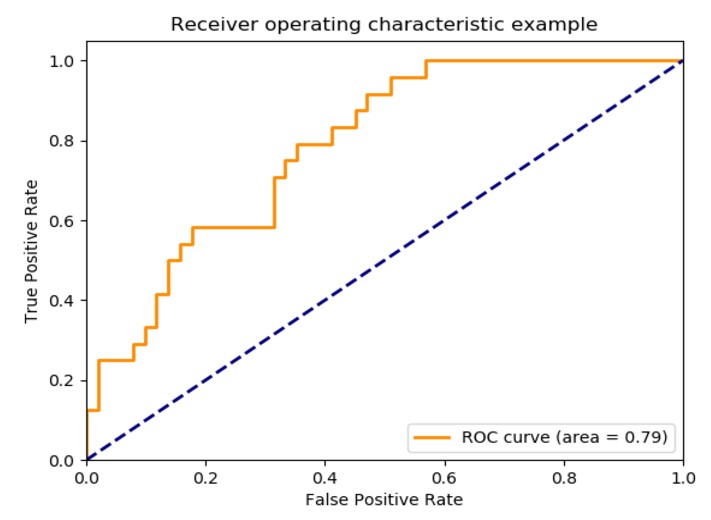 Receiver operating characteristic example
True Positive Rate
1.0
0.8
0.6
0.4
0.2
0.0
ROC curve (area = 0.79)
0.0 0.2 0.4 0.6 0.8 1.0
False Positive Rate